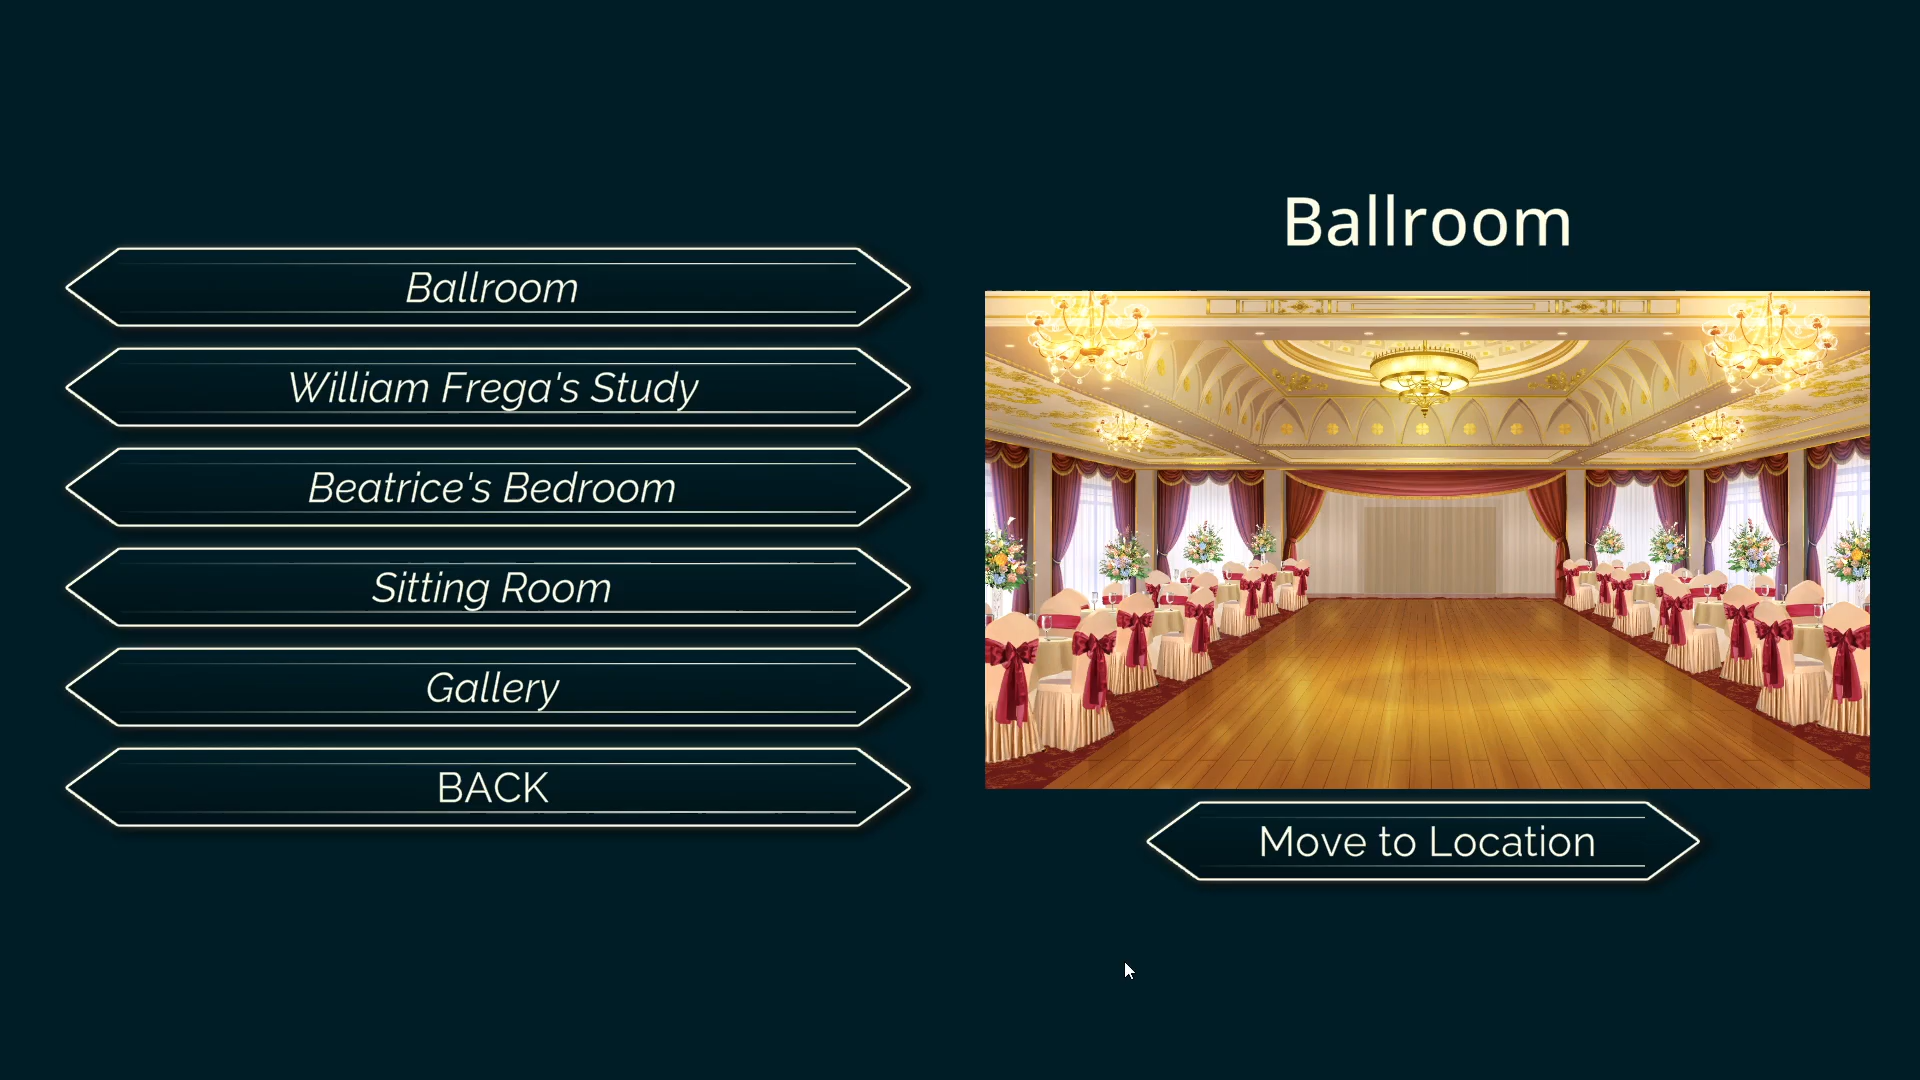 Ballroom
William Frega's Study
Beatrice's Bedroom
Sitting Room
Gallery
BACK
Ballroom
Move to Location